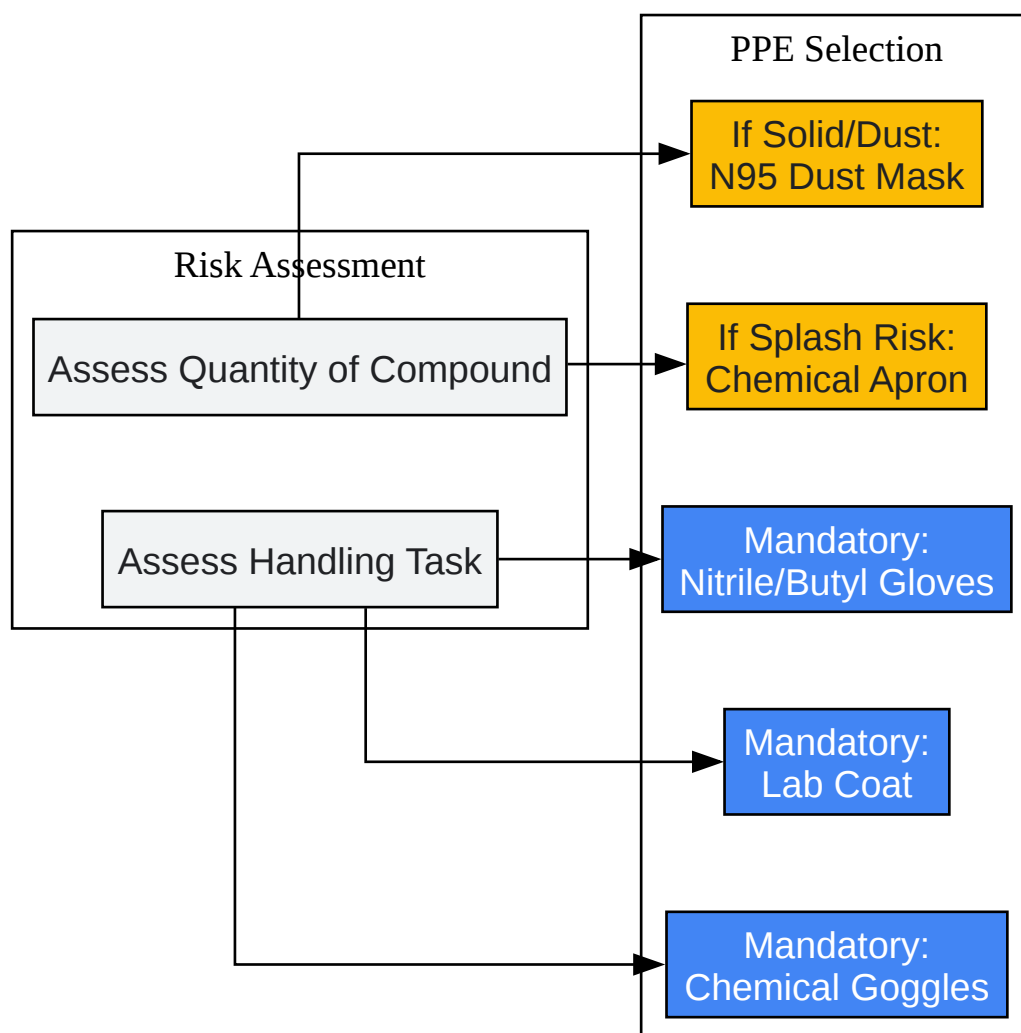 PPE Selection
If Solid/Dust:
N95 Dust Mask
Risk Assessment
Assess Quantity of Compound
If Splash Risk:
Chemical Apron
Assess Handling Task
Mandatory:
Nitrile/Butyl Gloves
Mandatory:
Lab Coat
Mandatory:
Chemical Goggles